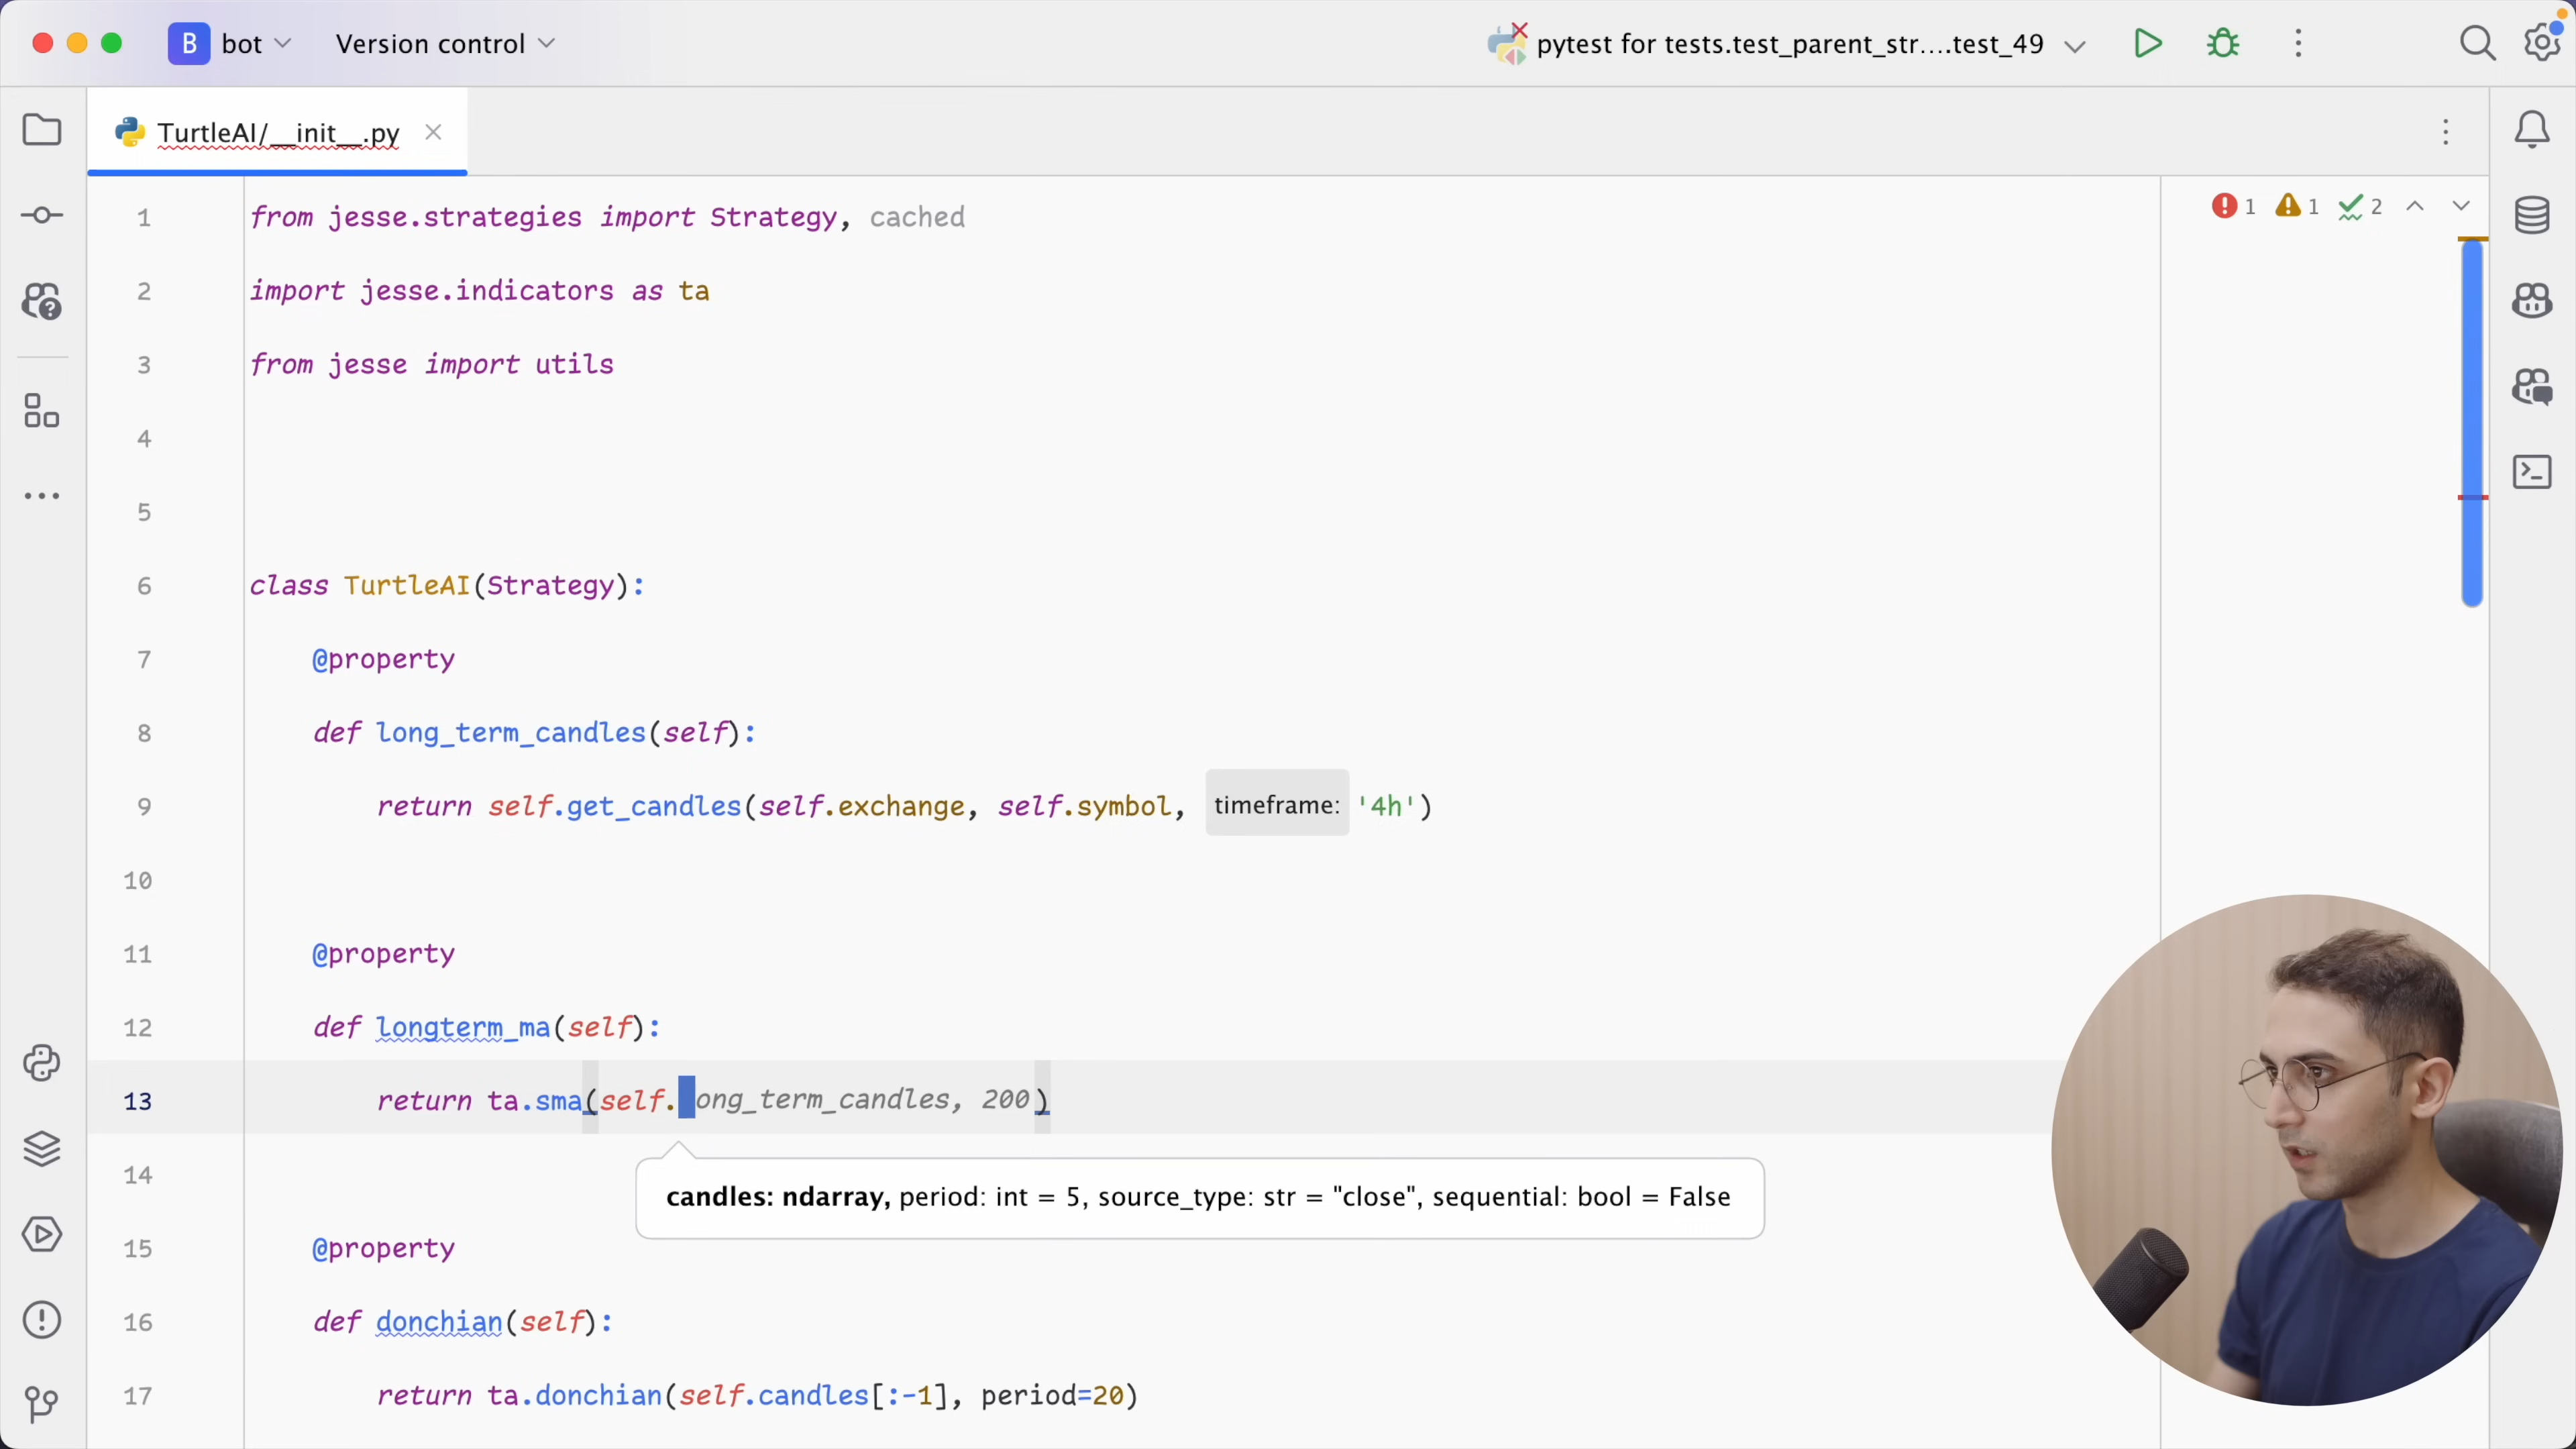 B bot Version control pytest for tests.test_parent_str....test_49
TurtleAI/__init__.py
1 from jesse.strategies import Strategy, cached
1 1 2
2 import jesse.indicators as ta
3 from jesse import utils
4
5
6 class TurtleAI(Strategy):
7 @property
8 def long_term_candles(self):
9 return self.get_candles(self.exchange, self.symbol, timeframe: '4h')
10
11 @property
12 def longterm_ma(self):
13 return ta.sma(self.ong_term_candles, 200)
14
candles: ndarray, period: int = 5, source_type: str = "close", sequential: bool = False
15 @property
16 def donchian(self):
17 return ta.donchian(self.candles[:-1], period=20)